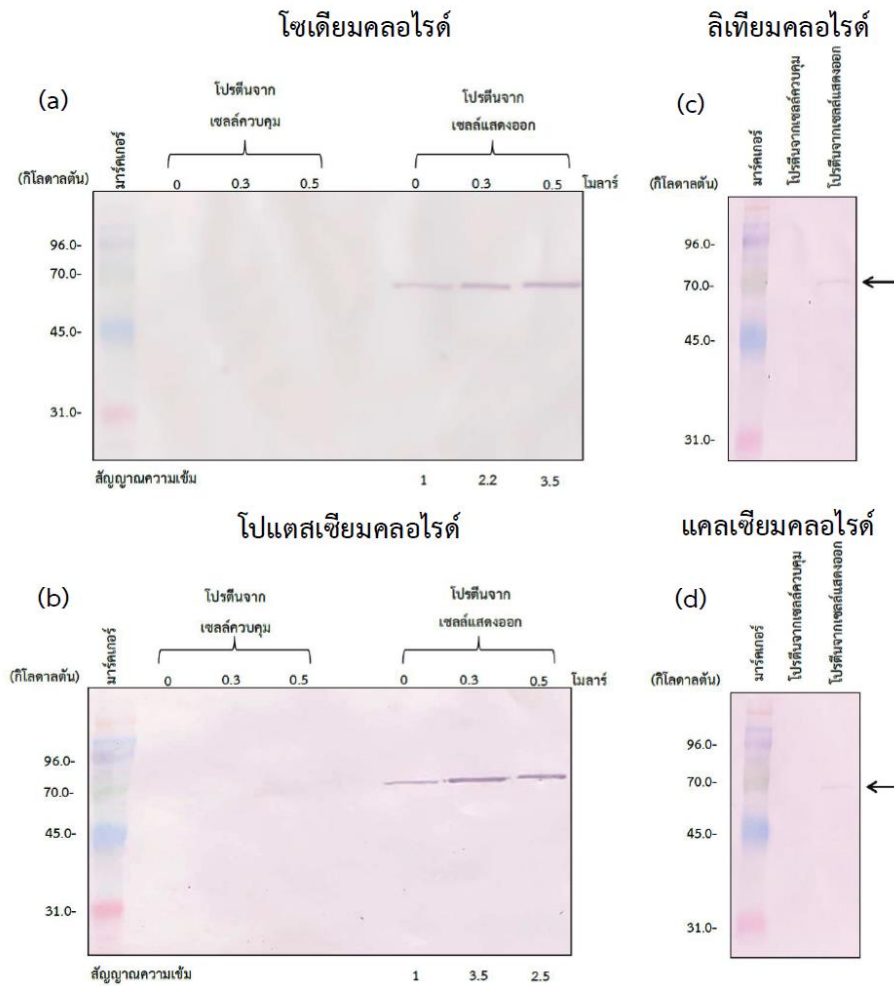 โซเดียมคลอไรด์
(a)
โปรตีนจาก
เซลล์ควบคุม
โปรตีนจาก
เซลล์แสดงออก
มาร์คเกอร์
(กิโลดาลตัน)
0 0.3 0.5 0 0.3 0.5 โมลาร์
96.0-
70.0-
45.0-
31.0-
สัญญาณความเข้ม 1 2.2 3.5
ลิเทียมคลอไรด์
(c)
มาร์คเกอร์
โปรตีนจากเซลล์ควบคุม
โปรตีนจากเซลล์แสดงออก
(กิโลดาลตัน)
96.0-
70.0-
45.0-
31.0-
โปแตสเซียมคลอไรด์
(b)
โปรตีนจาก
เซลล์ควบคุม
โปรตีนจาก
เซลล์แสดงออก
มาร์คเกอร์
(กิโลดาลตัน)
0 0.3 0.5 0 0.3 0.5 โมลาร์
96.0-
70.0-
45.0-
31.0-
สัญญาณความเข้ม 1 3.5 2.5
แคลเซียมคลอไรด์
(d)
มาร์คเกอร์
โปรตีนจากเซลล์ควบคุม
โปรตีนจากเซลล์แสดงออก
(กิโลดาลตัน)
96.0-
70.0-
45.0-
31.0-